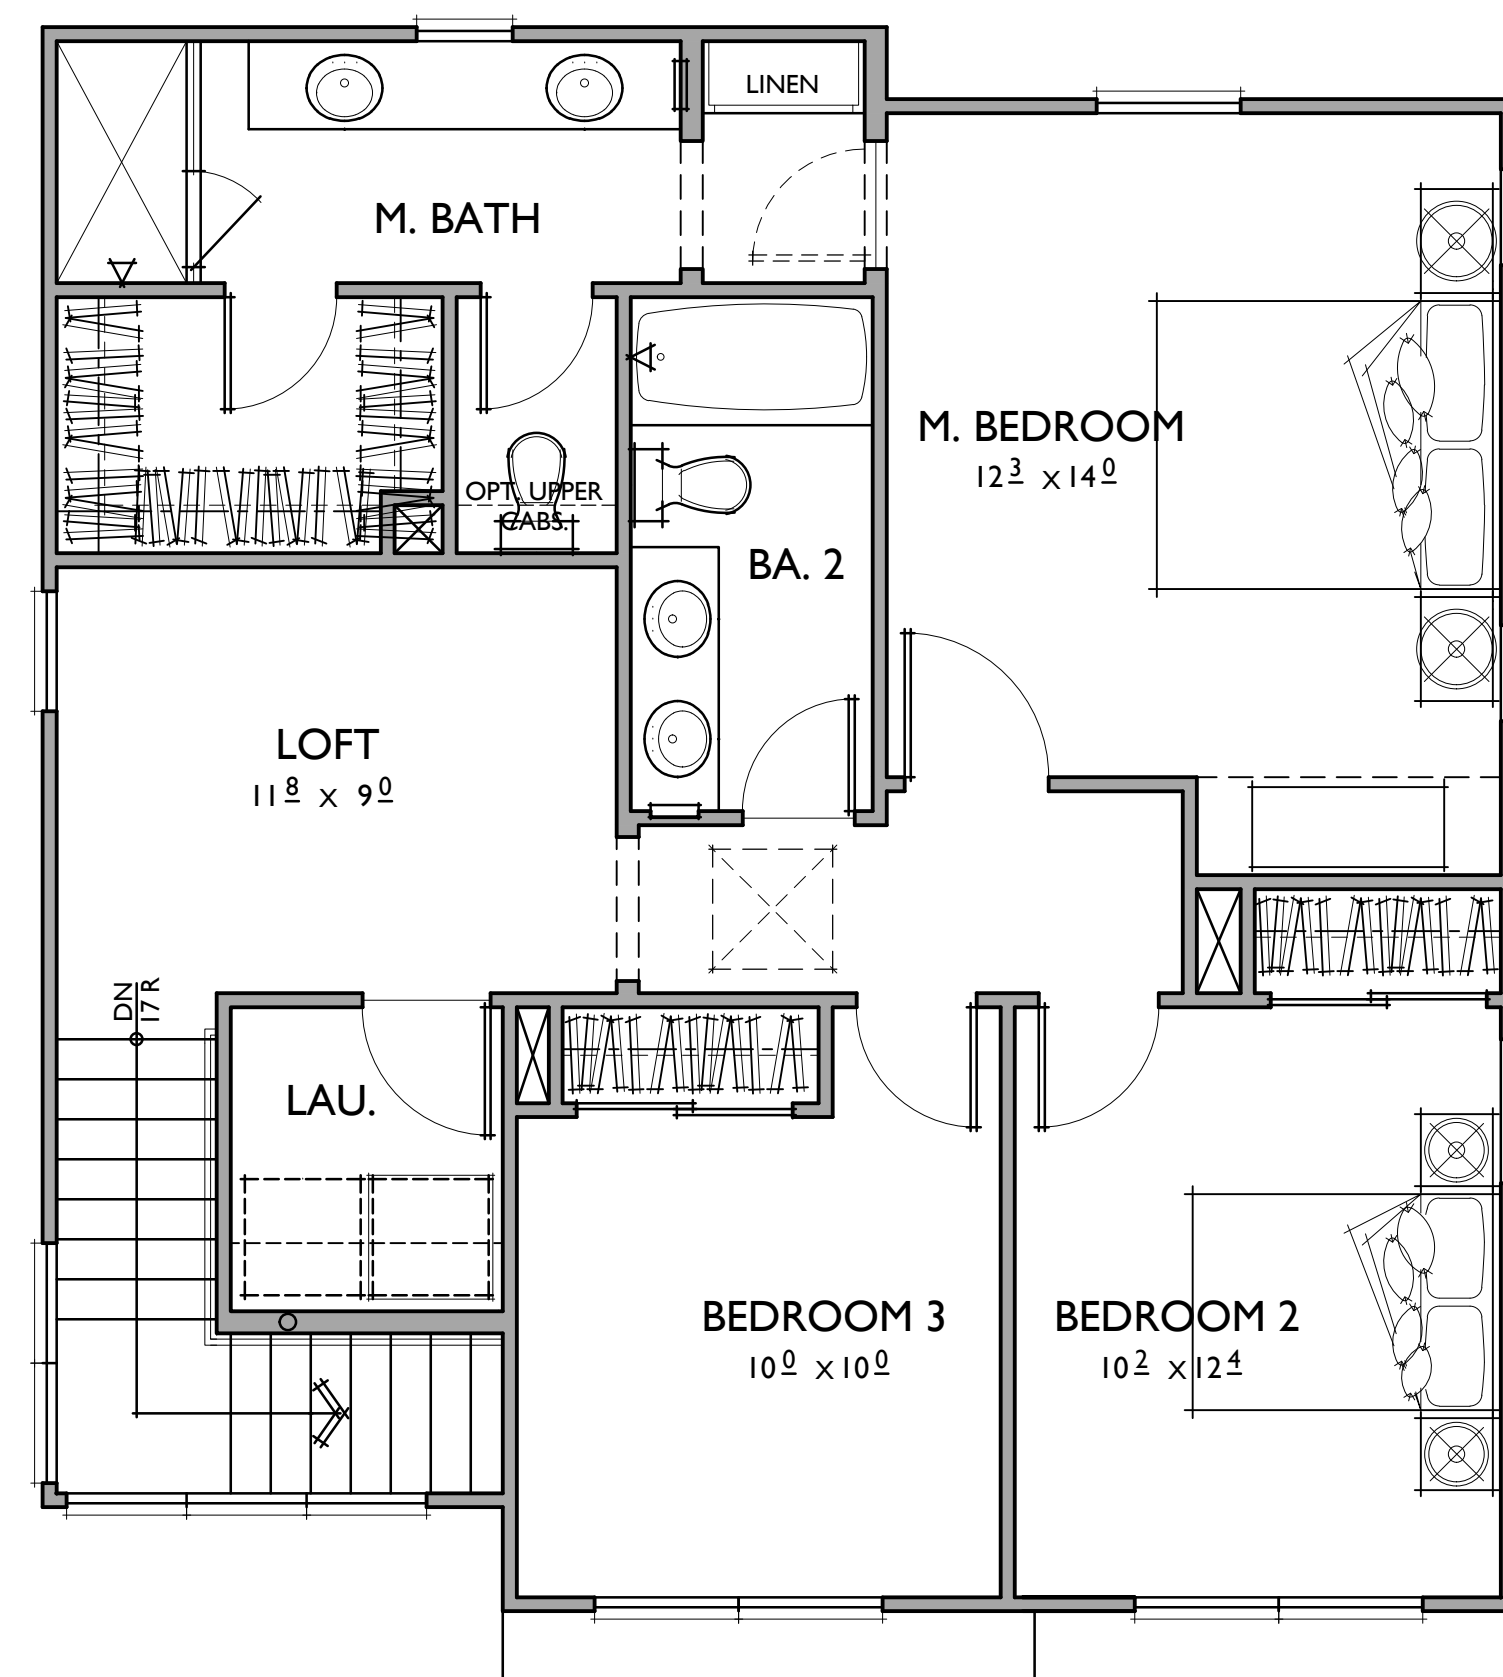 LINEN
M. BATH
M. BEDROOM
12 3 x 14 0
OPT. UPPER
CABS.
BA. 2
LOFT
11 8 x 9 0
DN
17 R
LAU.
BEDROOM 3
10 0 x 10 0
BEDROOM 2
10 2 x 12 4